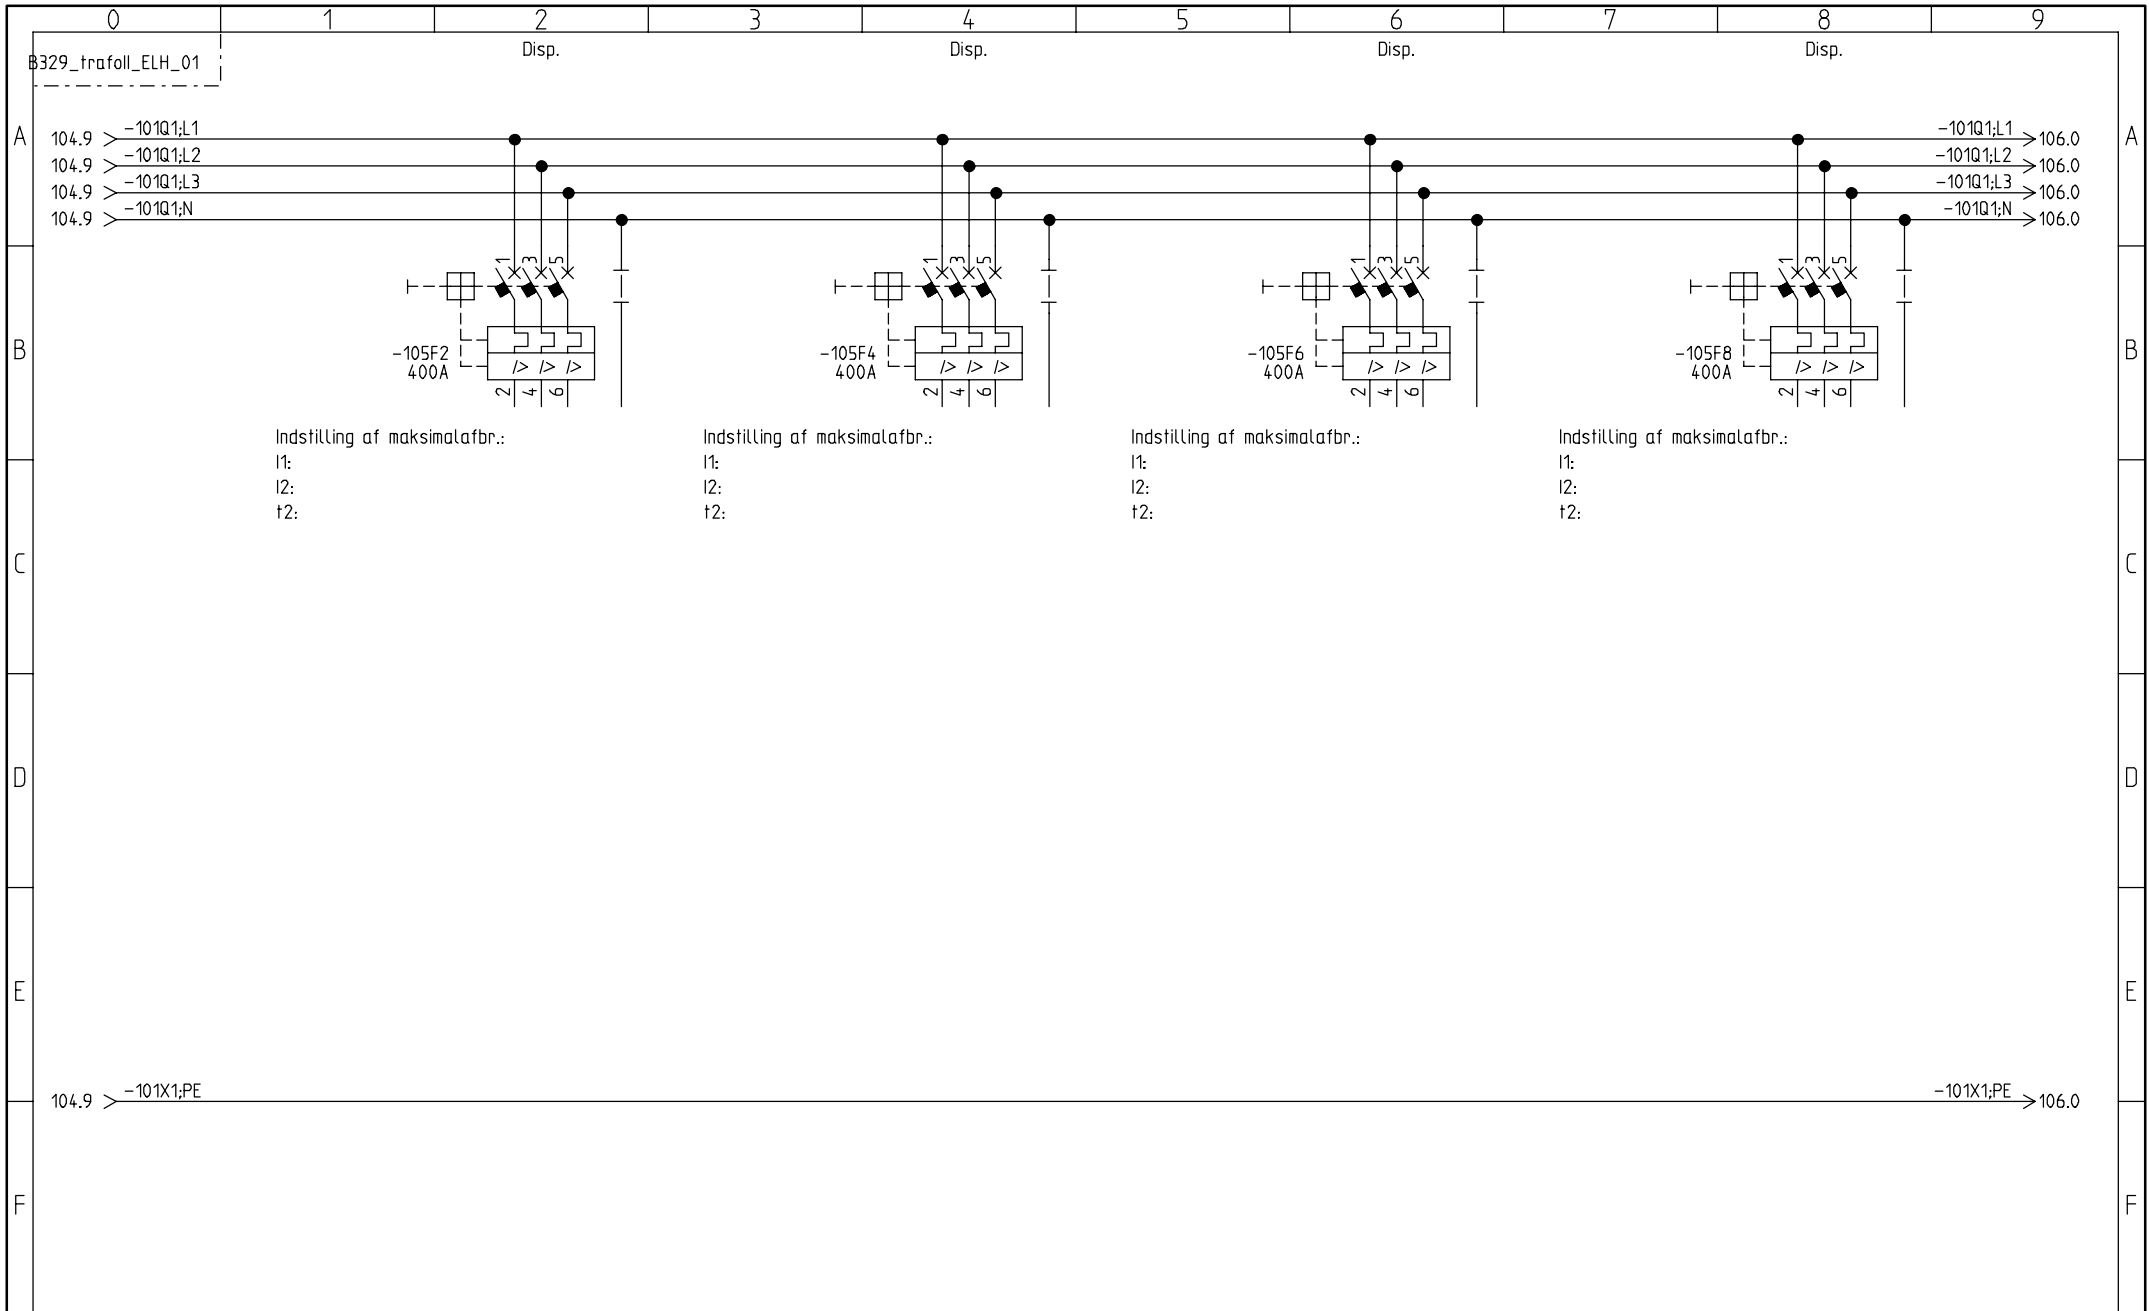 0 1 2 3 4 5 6 7 8 9
Disp. Disp. Disp. Disp.
B329_trafoll_ELH_01
A A
104.9 -101Q1;L1 -101Q1;L1 106.0
104.9 -101Q1;L2 -101Q1;L2 106.0
104.9 -101Q1;L3 -101Q1;L3 106.0
104.9 -101Q1;N -101Q1;N 106.0
1 3 5 1 3 5 1 3 5 1 3 5
B B
-105F2 -105F4 -105F6 -105F8
400A I> I> I> 400A I> I> I> 400A I> I> I> 400A I> I> I>
2 4 6 2 4 6 2 4 6 2 4 6
Indstilling af maksimalafbr.: Indstilling af maksimalafbr.: Indstilling af maksimalafbr.: Indstilling af maksimalafbr.:
I1: I1: I1: I1:
I2: I2: I2: I2:
t2: t2: t2: t2:
C C
D D
E E
104.9 -101X1;PE -101X1;PE 106.0
F F